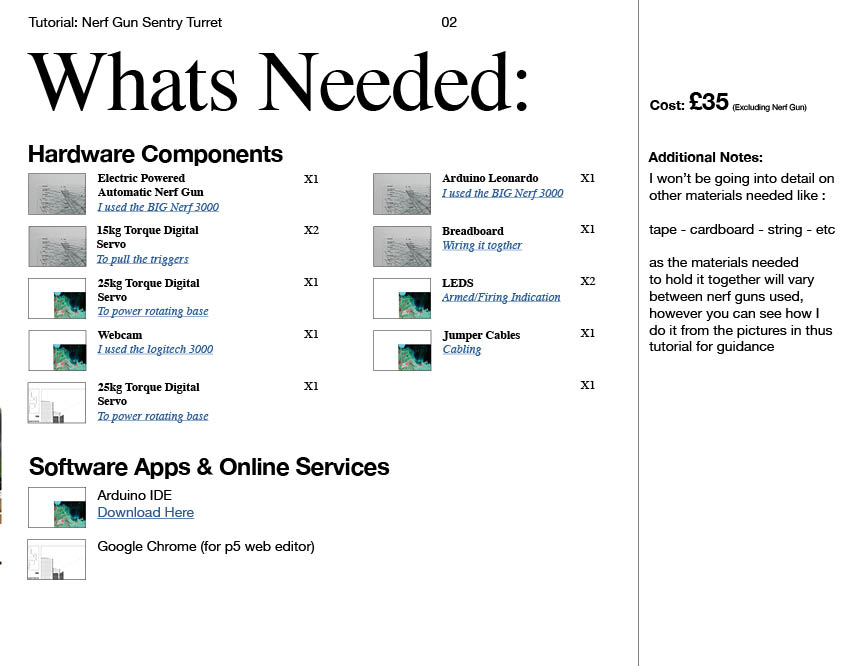 Tutorial: Nerf Gun Sentry Turret
02
Whats Needed:
Hardware Components
Electric Powered
Automatic Nerf Gun
I used the BIG Nerf 3000
X1
15kg Torque Digital
Servo
To pull the triggers
X2
25kg Torque Digital
Servo
To power rotating base
X1
Webcam
I used the logitech 3000
X1
25kg Torque Digital
Servo
To power rotating base
X1
Arduino Leonardo
I used the BIG Nerf 3000
X1
Breadboard
Wiring it togther
X1
LEDS
Armed/Firing Indication
X2
Jumper Cables
Cabling
X1
X1
Software Apps & Online Services
Arduino IDE
Download Here
Google Chrome (for p5 web editor)
Cost: £35 (Excluding Nerf Gun)
Additional Notes:
I won't be going into detail on
other materials needed like :
tape - cardboard - string - etc
as the materials needed
to hold it together will vary
between nerf guns used,
however you can see how I
do it from the pictures in thus
tutorial for guidance